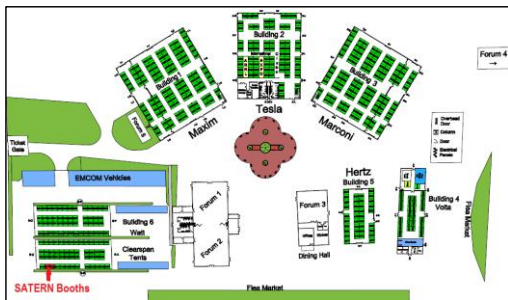 Building 2
Tesla
Building 1
Maxim
Building 3
Marconi
Forum 4
Forum 5
Ticket
Gate
Overhead
Door
Column
Door
Electrical
Panels
EMCOM Vehicles
Hertz
Building 5
Building 4
Volta
Forum 1
Forum 2
Forum 3
Dining Hall
Building 6
Watt
Clearspan
Tents
SATERN Booths
Flea Market
Flea Market